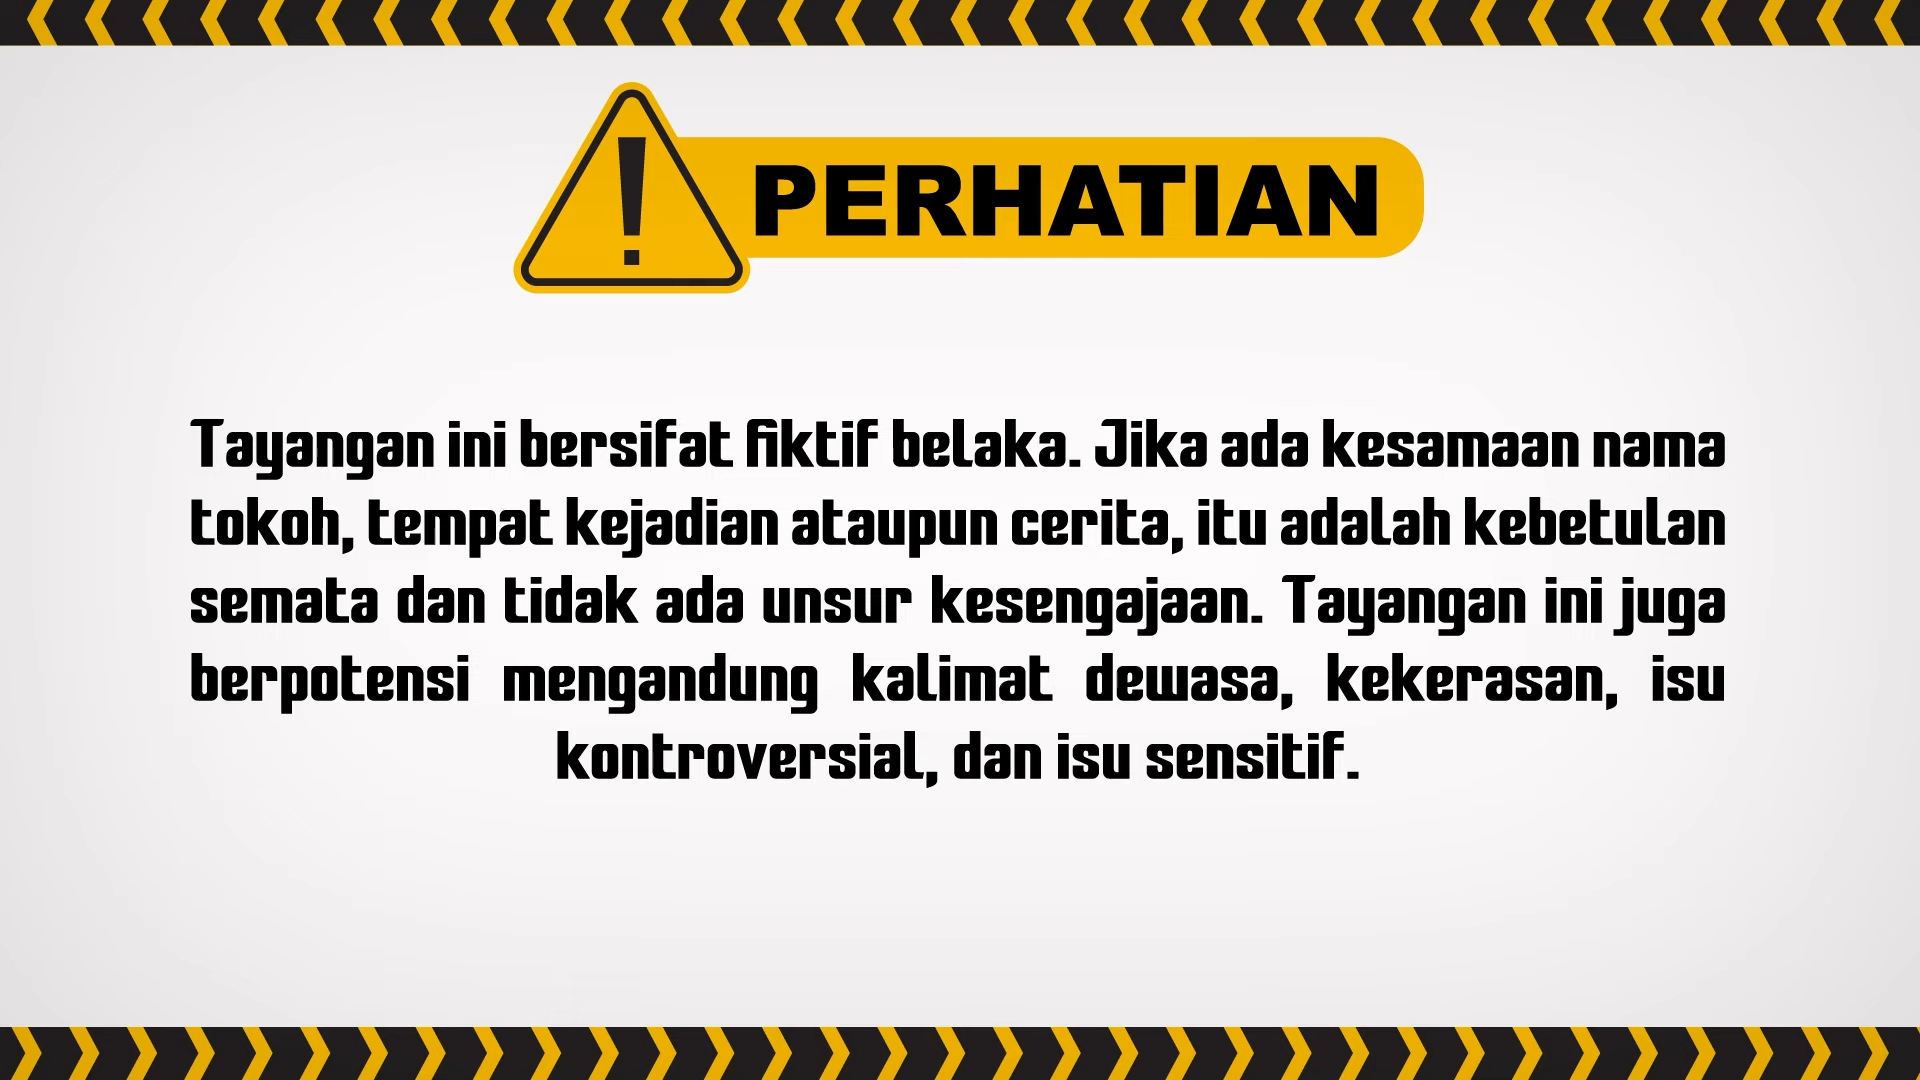 PERHATIAN
Tayangan ini bersifat fiktif belaka. Jika ada kesamaan nama
tokoh, tempat kejadian ataupun cerita, itu adalah kebetulan
semata dan tidak ada unsur kesengajaan. Tayangan ini juga
berpotensi mengandung kalimat dewasa, kekerasan, isu
kontroversial, dan isu sensitif.